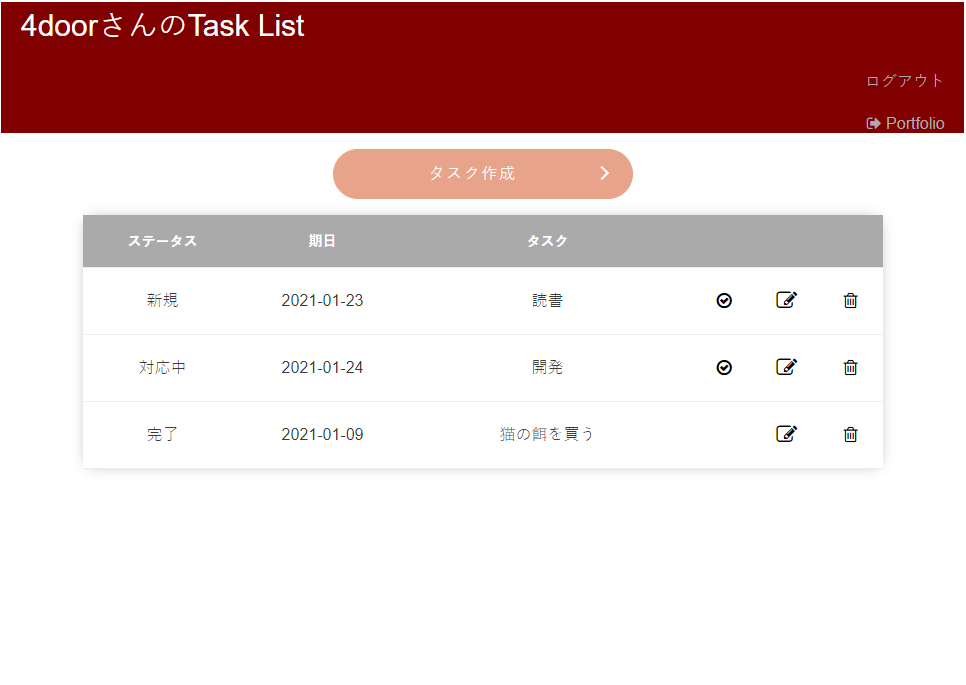 4doorさんのTask List
ログアウト
Portfolio
タスク作成
ステータス 期日 タスク
新規 2021-01-23 読書
対応中 2021-01-24 開発
完了 2021-01-09 猫の餌を買う